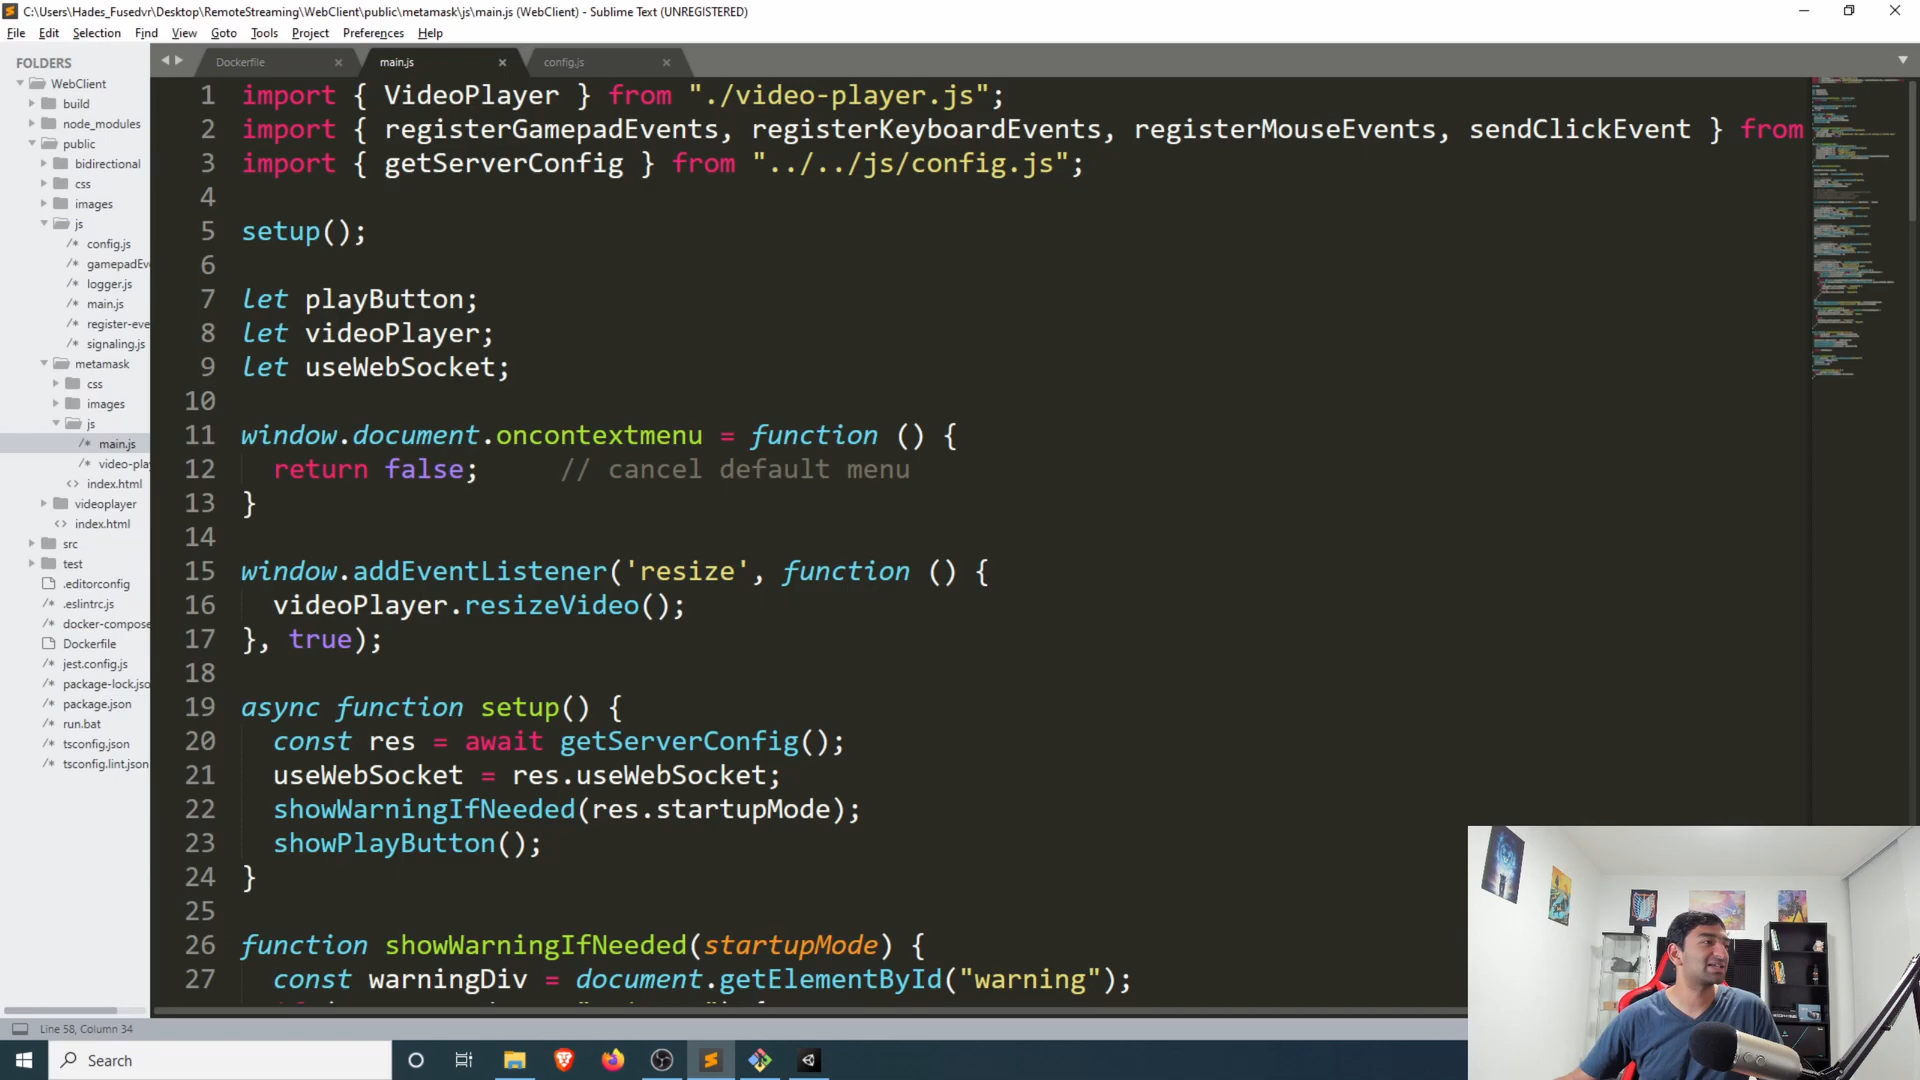 C:\Users\Hades_Fusedvr\Desktop\RemoteStreaming\WebClient\public\metamask\js\main.js (WebClient) - Sublime Text (UNREGISTERED)
File Edit Selection Find View Goto Tools Project Preferences Help
FOLDERS
WebClient
build
node_modules
public
bidirectional
css
images
js
/* config.js
/* gamepadEv
/* logger.js
/* main.js
/* register-eve
/* signaling.js
metamask
css
images
js
/* main.js
/* video-play
<> index.html
videoplayer
<> index.html
src
test
.editorconfig
/* .eslintrc.js
/* docker-compose
Dockerfile
/* jest.config.js
/* package-lock.jso
/* package.json
/* run.bat
/* tsconfig.json
/* tsconfig.lint.json
Dockerfile main.js config.js
1 import { VideoPlayer } from "./video-player.js";
2 import { registerGamepadEvents, registerKeyboardEvents, registerMouseEvents, sendClickEvent } from
3 import { getServerConfig } from "../../js/config.js";
4
5 setup();
6
7 let playButton;
8 let videoPlayer;
9 let useWebSocket;
10
11 window.document.oncontextmenu = function () {
12 return false; // cancel default menu
13 }
14
15 window.addEventListener('resize', function () {
16 videoPlayer.resizeVideo();
17 }, true);
18
19 async function setup() {
20 const res = await getServerConfig();
21 useWebSocket = res.useWebSocket;
22 showWarningIfNeeded(res.startupMode);
23 showPlayButton();
24 }
25
26 function showWarningIfNeeded(startupMode) {
27 const warningDiv = document.getElementById("warning");
Line 58, Column 34
Search